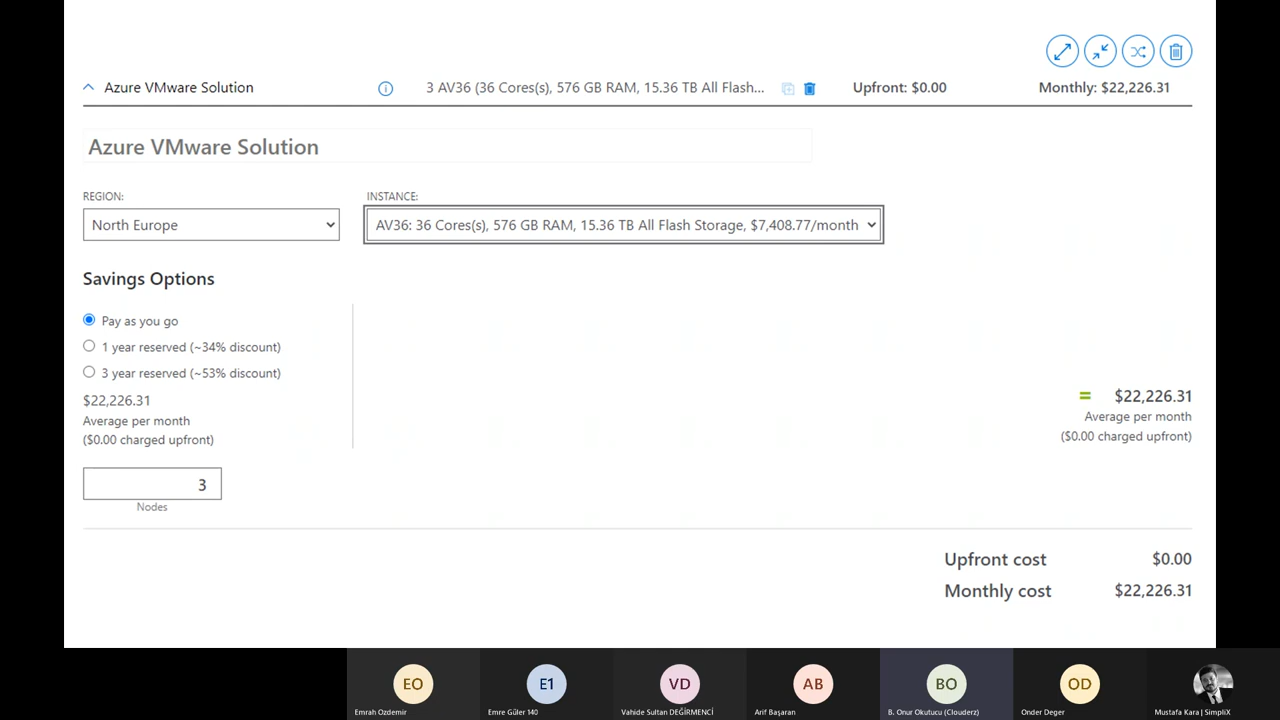 Azure VMware Solution
3 AV36 (36 Cores(s), 576 GB RAM, 15.36 TB All Flash...
Upfront: $0.00
Monthly: $22,226.31
Azure VMware Solution
REGION:
INSTANCE:
North Europe
AV36: 36 Cores(s), 576 GB RAM, 15.36 TB All Flash Storage, $7,408.77/month
Savings Options
Pay as you go
1 year reserved (~34% discount)
3 year reserved (~53% discount)
$22,226.31
Average per month
($0.00 charged upfront)
= $22,226.31
Average per month
($0.00 charged upfront)
3
Nodes
Upfront cost $0.00
Monthly cost $22,226.31
EO
Emrah Ozdemir
E1
Emre Güler 140
VD
Vahide Sultan DEĞİRMENCİ
AB
Arif Başaran
BO
B. Onur Okutucu (Clouderz)
OD
Onder Deger
Mustafa Kara | SimpliX